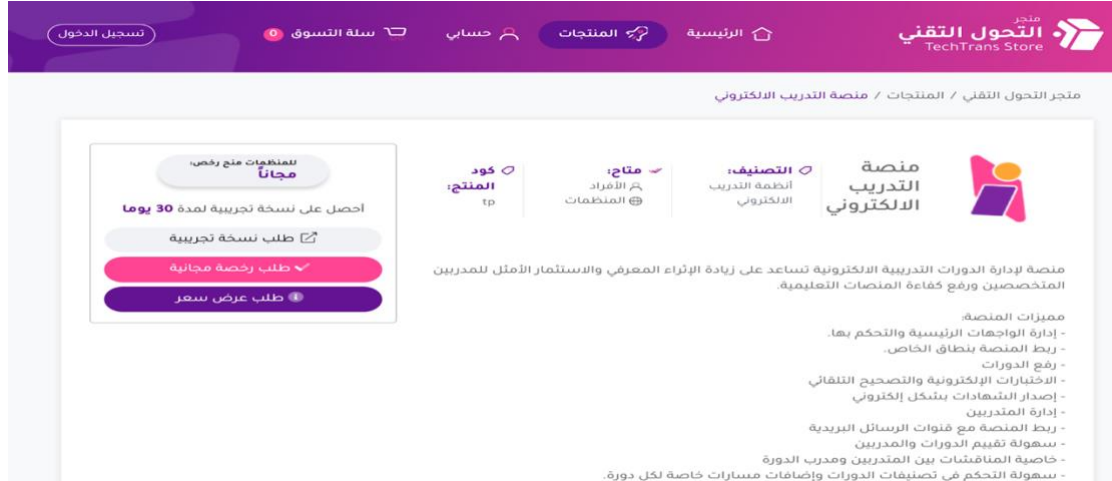 متجر
التحول التقني
TechTrans Store
الرئيسية
المنتجات
حسابي
سلة التسوق 0
تسجيل الدخول
متجر التحول التقني / المنتجات / منصة التدريب الالكتروني
منصة
التدريب
الالكتروني
التصنيف:
أنظمة التدريب
الالكتروني
متاح:
الأفراد
المنظمات
كود
المنتج:
tp
منصة لإدارة الدورات التدريبية الالكترونية تساعد على زيادة الإثراء المعرفي والاستثمار الأمثل للمدربين
المتخصصين ورفع كفاءة المنصات التعليمية.
مميزات المنصة:
- إدارة الواجهات الرئيسية والتحكم بها.
- ربط المنصة بنطاق الخاص.
- رفع الدورات
- الاختبارات الإلكترونية والتصحيح التلقائي
- إصدار الشهادات بشكل إلكتروني
- إدارة المتدربين
- ربط المنصة مع قنوات الرسائل البريدية
- سهولة تقييم الدورات والمدربين
- خاصية المناقشات بين المتدربين ومدرب الدورة
- سهولة التحكم في تصنيفات الدورات وإضافات مسارات خاصة لكل دورة.
للمنظمات منح رخص:
مجاناً
احصل على نسخة تجريبية لمدة 30 يوما
طلب نسخة تجريبية
طلب رخصة مجانية
طلب عرض سعر